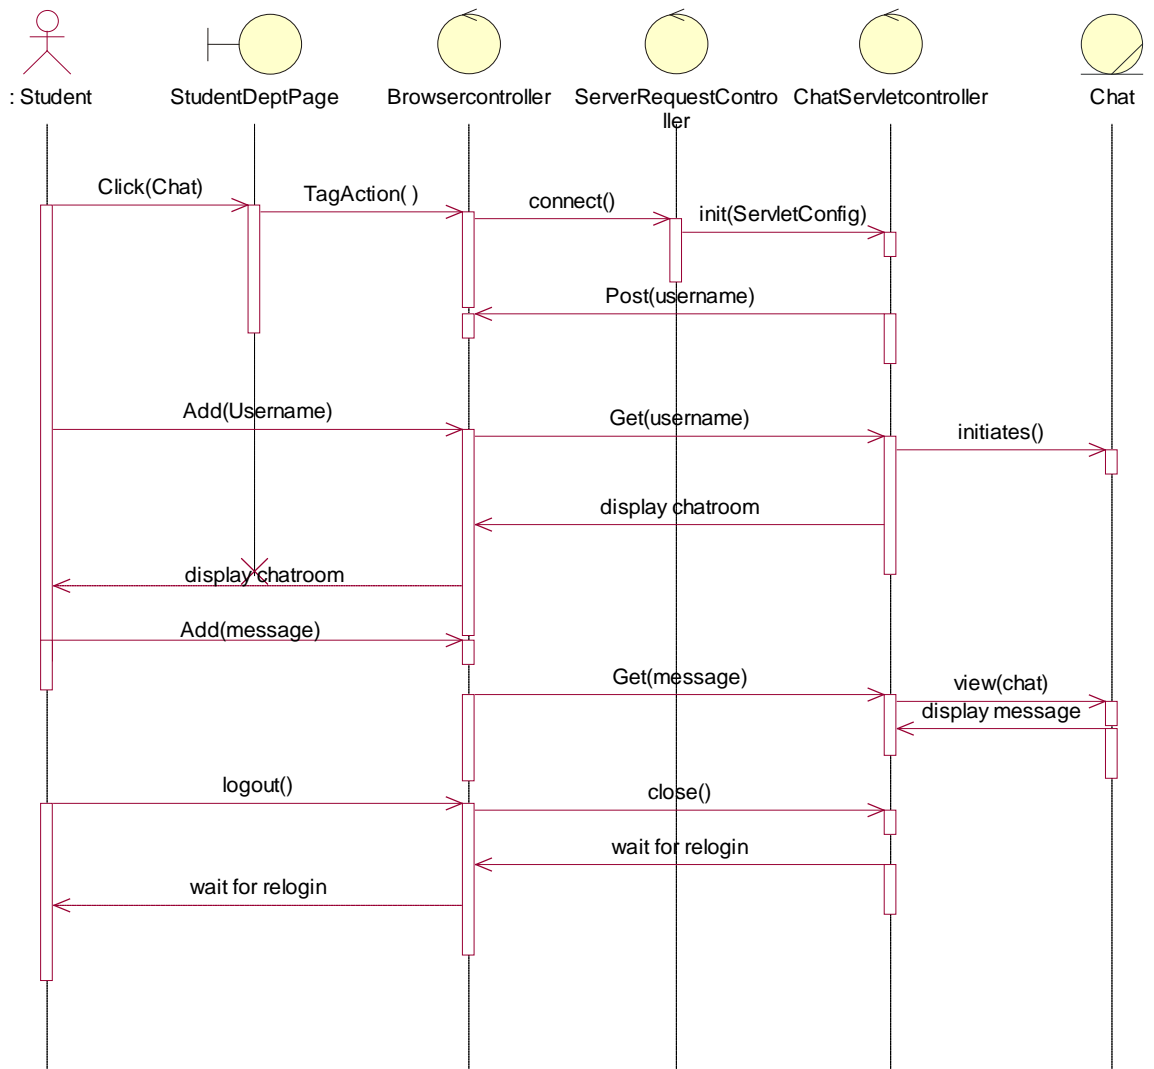 : Student
StudentDeptPage
Browsercontroller
ServerRequestContro
ller
ChatServletcontroller
Chat
Click(Chat)
TagAction( )
connect()
init(ServletConfig)
Post(username)
Add(Username)
Get(username)
initiates()
display chatroom
display chatroom
Add(message)
Get(message)
view(chat)
display message
logout()
close()
wait for relogin
wait for relogin